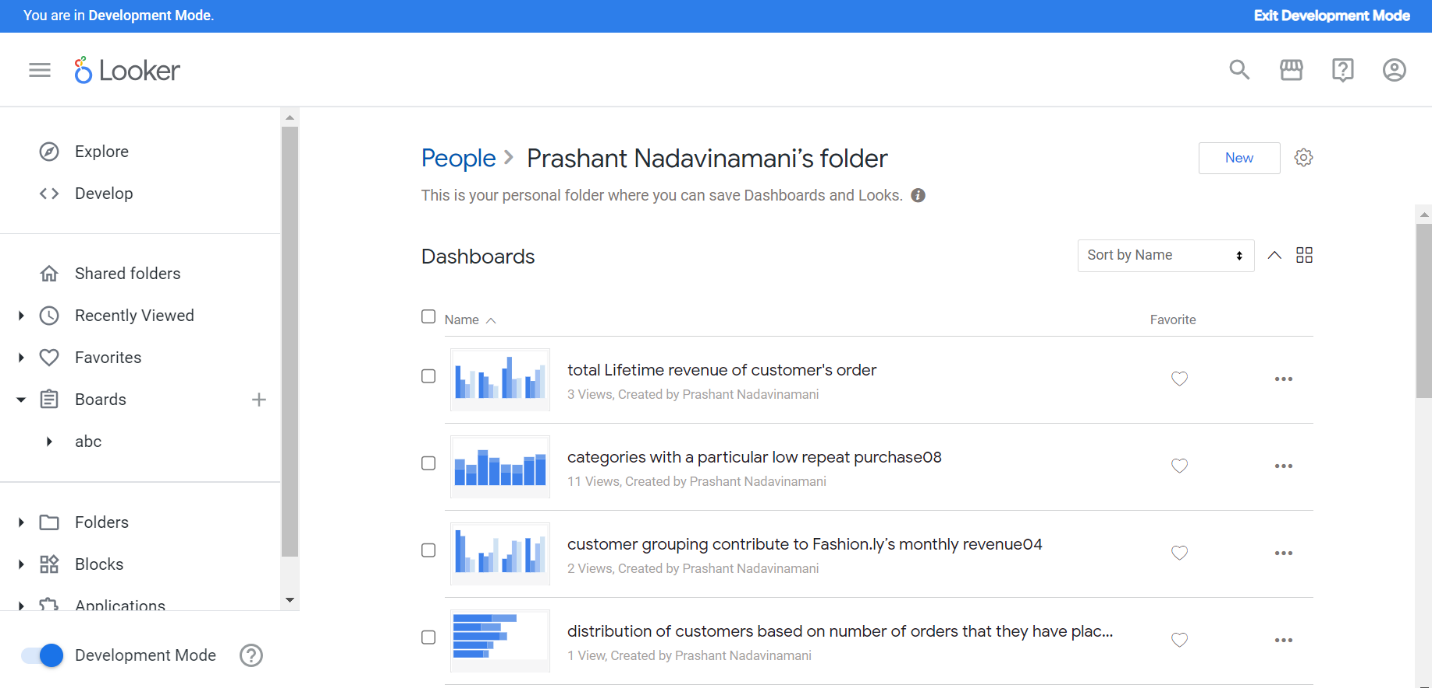 You are in Development Mode.
Exit Development Mode
Looker
Explore
Develop
Shared folders
Recently Viewed
Favorites
Boards
abc
Folders
Blocks
Applications
Development Mode
People > Prashant Nadavinamani’s folder
New
This is your personal folder where you can save Dashboards and Looks.
Dashboards
Sort by Name
Name
Favorite
total Lifetime revenue of customer's order
3 Views, Created by Prashant Nadavinamani
categories with a particular low repeat purchase08
11 Views, Created by Prashant Nadavinamani
customer grouping contribute to Fashion.ly’s monthly revenue04
2 Views, Created by Prashant Nadavinamani
distribution of customers based on number of orders that they have plac...
1 View, Created by Prashant Nadavinamani